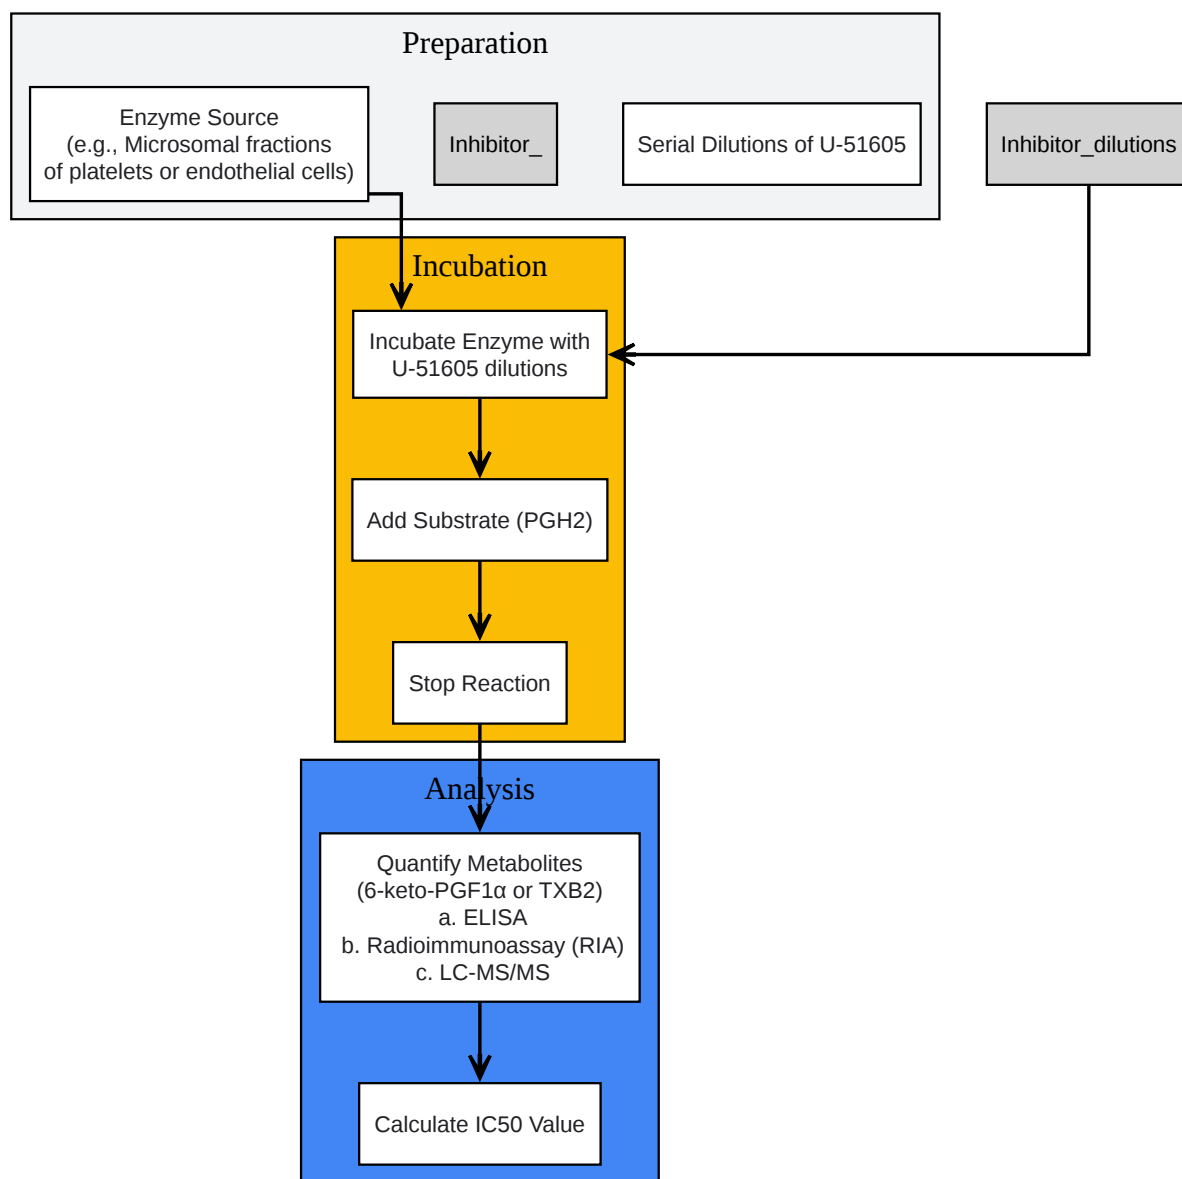 Preparation
Enzyme Source
(e.g., Microsomal fractions
of platelets or endothelial cells)
Inhibitor_
Serial Dilutions of U-51605
Inhibitor_dilutions
Incubation
Incubate Enzyme with
U-51605 dilutions
Add Substrate (PGH2)
Stop Reaction
Analysis
Quantify Metabolites
(6-keto-PGF1α or TXB2)
a. ELISA
b. Radioimmunoassay (RIA)
c. LC-MS/MS
Calculate IC50 Value